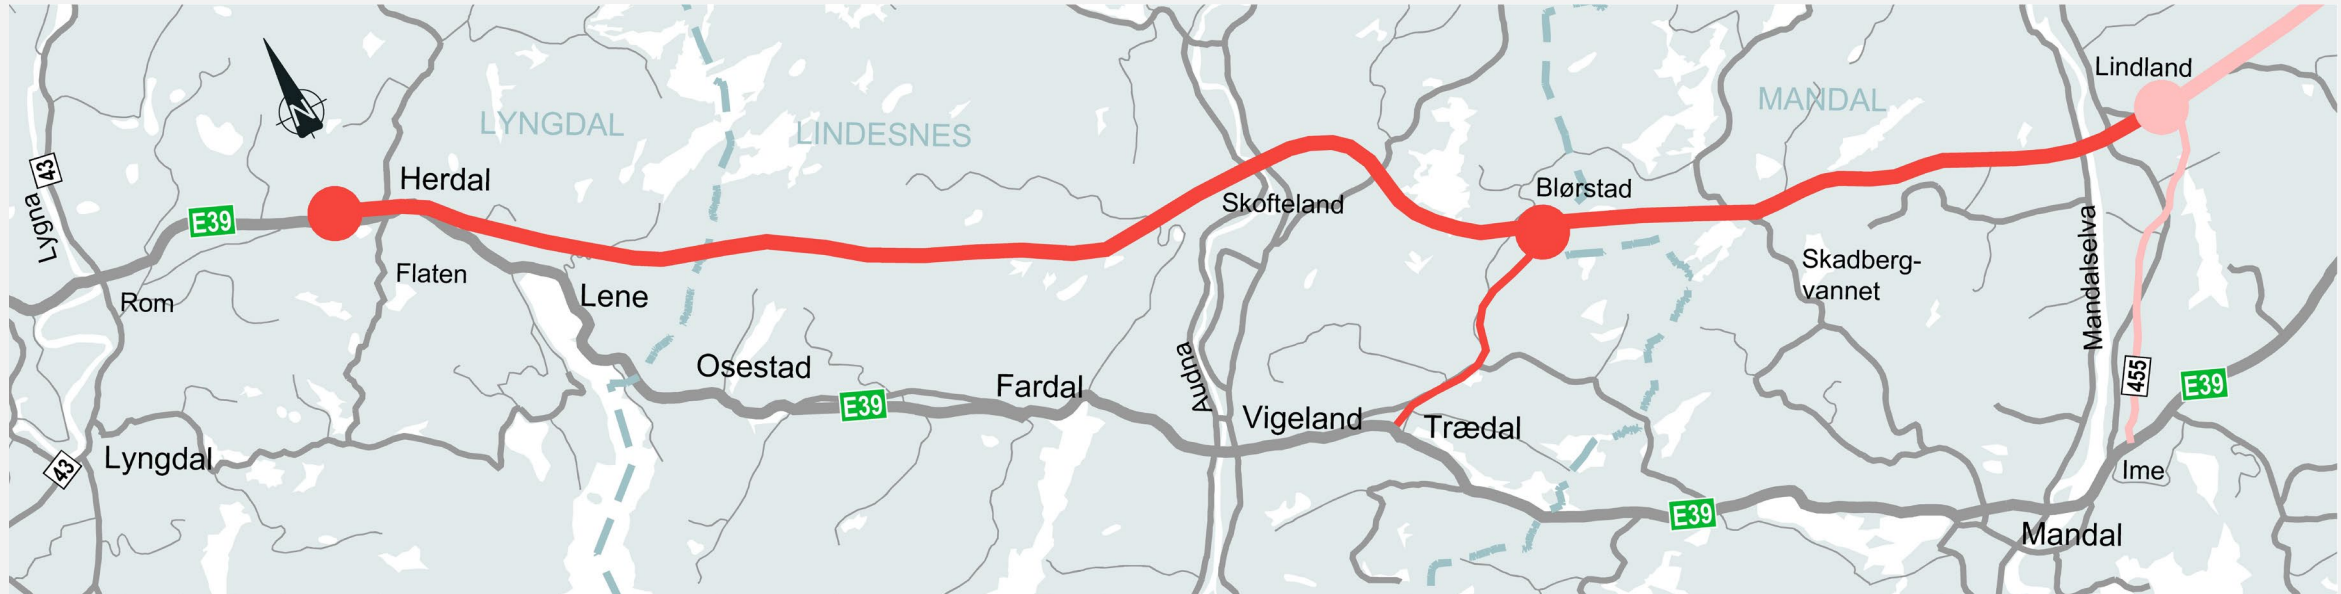 Lindland
LYNGDAL
LINDESNES
MANDAL
N
43
Lygna
E39
Herdal
Skofteland
Blørstad
Flaten
Rom
Lene
Skadberg-
vannet
Mandalselva
Osestad
E39
Fardal
Audna
Vigeland
Trædal
455
E39
Lyngdal
43
Ime
E39
Mandal